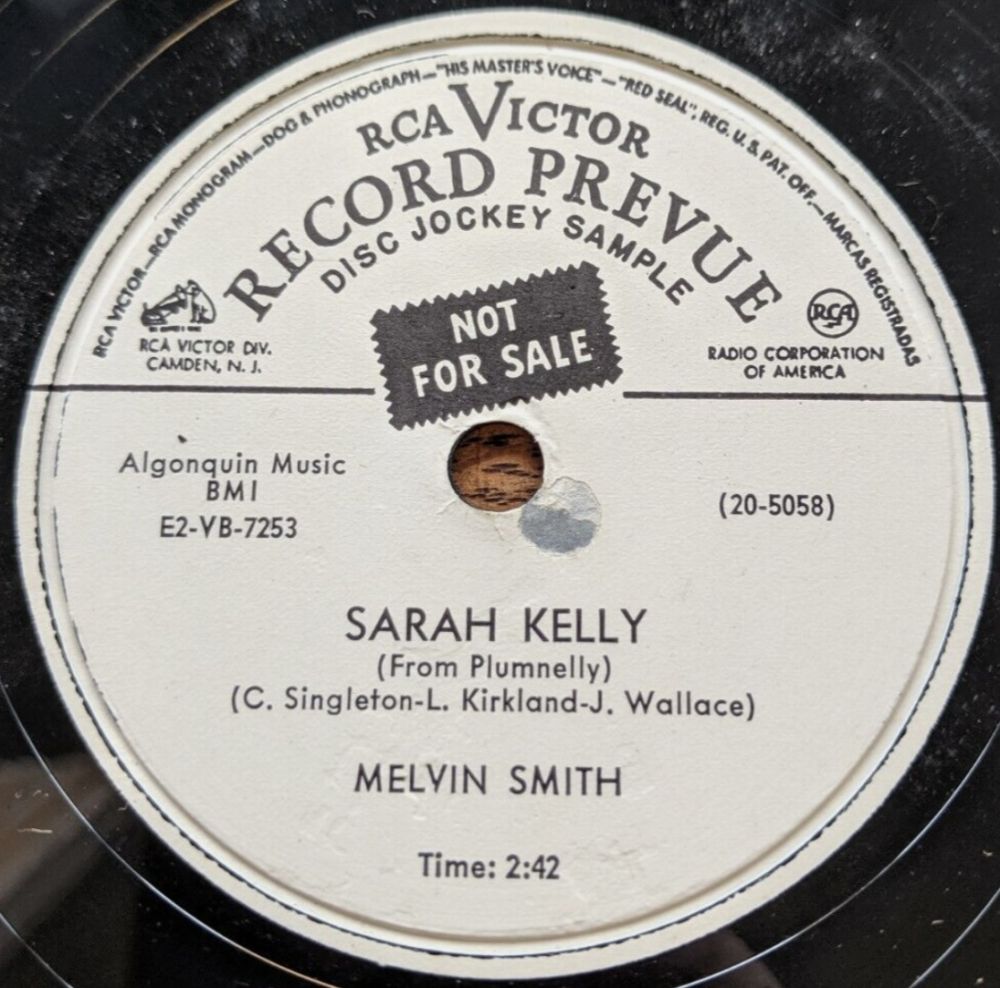 RCA VICTOR—RCA MONOGRAM—DOG & PHONOGRAPH—"HIS MASTER'S VOICE"—"RED SEAL", REG. U. S. PAT. OFF.—MARCAS REGISTRADAS
RCA VICTOR
RECORD PREVUE
DISC JOCKEY SAMPLE
NOT
FOR SALE
RCA VICTOR DIV.
CAMDEN, N. J.
RCA
RADIO CORPORATION
OF AMERICA
Algonquin Music
BMI
E2-VB-7253
(20-5058)
SARAH KELLY
(From Plumnelly)
(C. Singleton-L. Kirkland-J. Wallace)
MELVIN SMITH
Time: 2:42